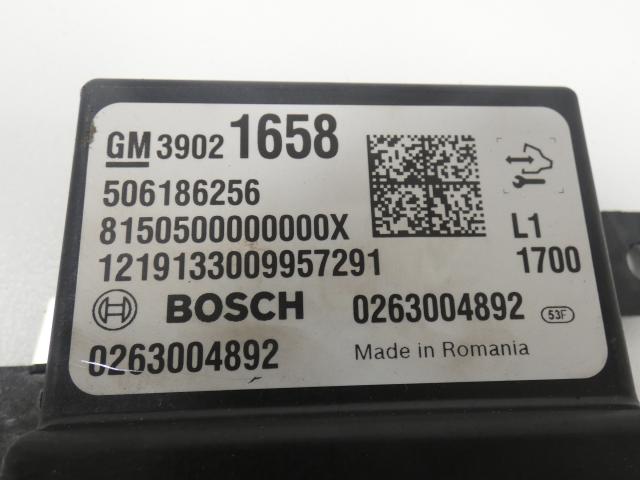 GM 3902 1658
506186256
8150500000000X
L1
1219133009957291
1700
BOSCH 0263004892 53F
0263004892 Made in Romania